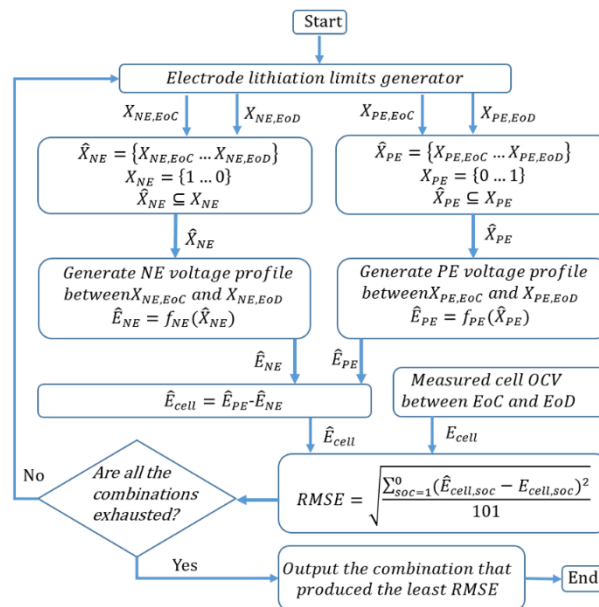 Start
Electrode lithiation limits generator
X_{NE,EoC} X_{NE,EoD} X_{PE,EoC} X_{PE,EoD}
X̂_{NE} = {X_{NE,EoC} … X_{NE,EoD}}
X_{NE} = {1 … 0}
X̂_{NE} ⊆ X_{NE}
X̂_{PE} = {X_{PE,EoC} … X_{PE,EoD}}
X_{PE} = {0 … 1}
X̂_{PE} ⊆ X_{PE}
X̂_{NE}
X̂_{PE}
Generate NE voltage profile
betweenX_{NE,EoC} and X_{NE,EoD}
Ê_{NE} = f_{NE}(X̂_{NE})
Generate PE voltage profile
betweenX_{PE,EoC} and X_{PE,EoD}
Ê_{PE} = f_{PE}(X̂_{PE})
Ê_{NE}
Ê_{PE}
Ê_{cell} = Ê_{PE}-Ê_{NE}
Measured cell OCV
between EoC and EoD
Ê_{cell}
E_{cell}
RMSE = √(∑_{soc=1}^{0}(Ê_{cell,soc} − E_{cell,soc})²/101)
No
Are all the
combinations
exhausted?
Yes
Output the combination that
produced the least RMSE
End